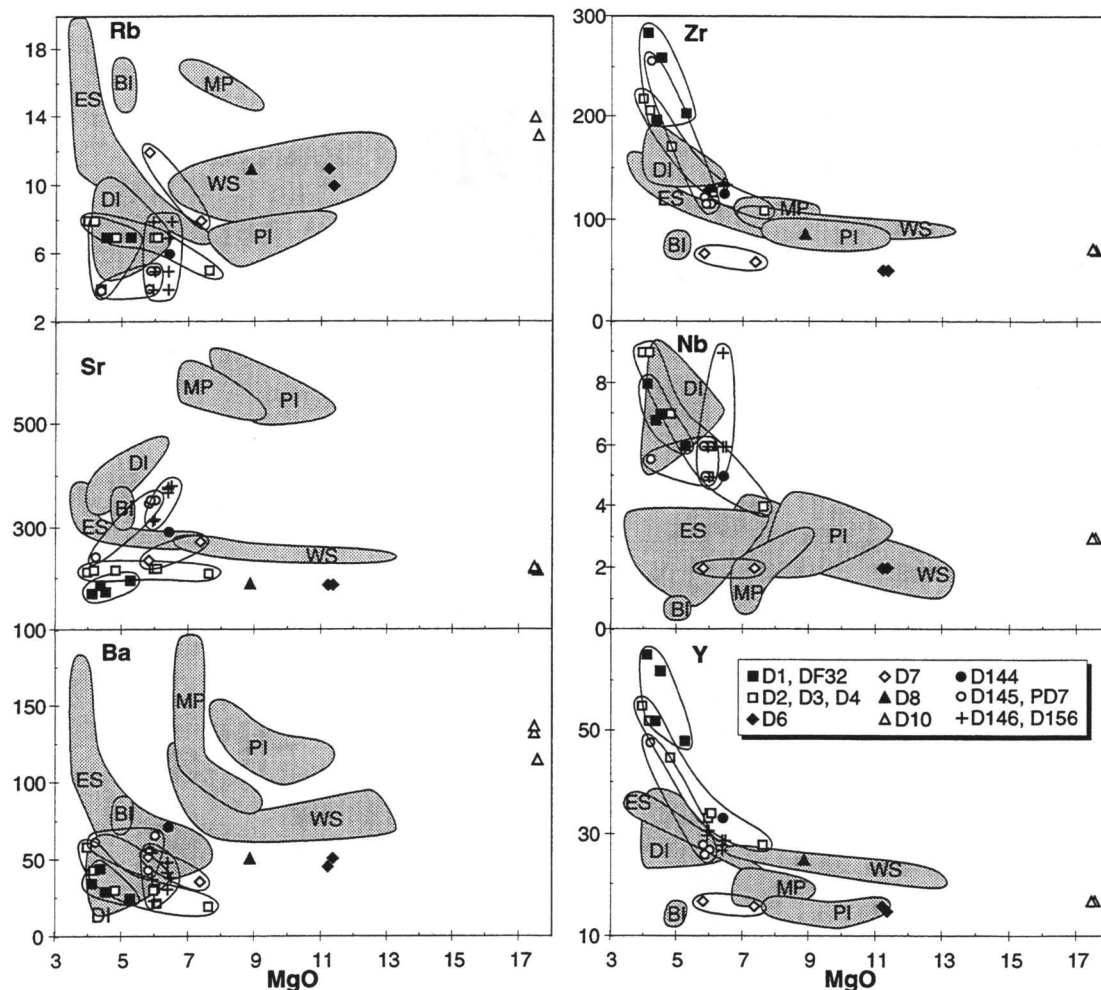 Rb
18
14
10
6
2
ES
BI
MP
DI
WS
PI
Zr
300
200
100
0
DI
ES
MP
WS
PI
BI
Sr
500
300
100
MP
PI
DI
BI
ES
WS
Nb
8
6
4
2
0
DI
ES
PI
WS
MP
BI
Ba
150
100
50
0
ES
MP
PI
BI
WS
DI
Y
50
30
10
ES
DI
WS
MP
PI
BI
D1, DF32
D2, D3, D4
D6
D7
D8
D10
D144
D145, PD7
D146, D156
3 5 7 9 11 13 15 17
MgO
3 5 7 9 11 13 15 17
MgO